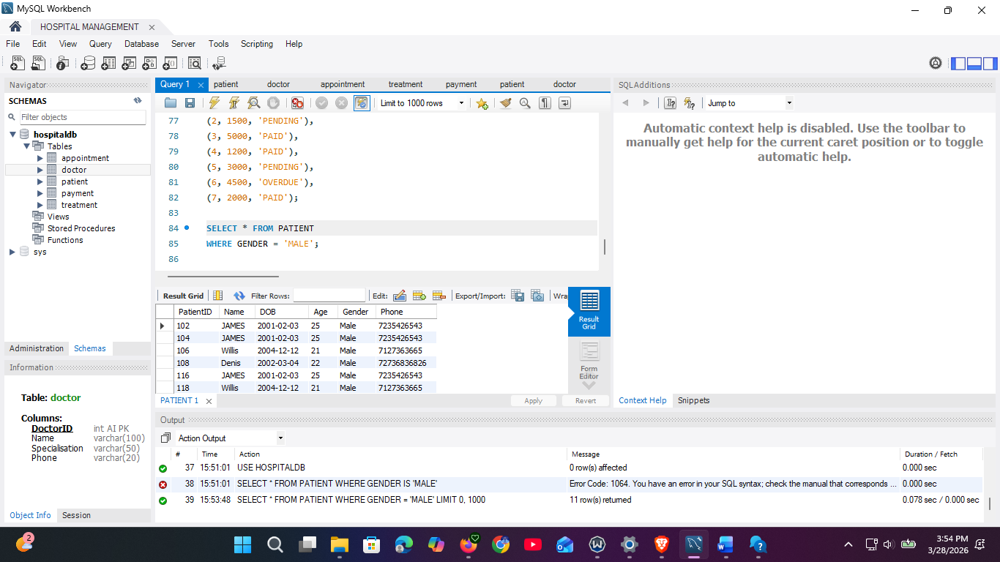 MySQL Workbench
HOSPITAL MANAGEMENT
File Edit View Query Database Server Tools Scripting Help
Navigator
SCHEMAS
Filter objects
hospitaldb
Tables
appointment
doctor
patient
payment
treatment
Views
Stored Procedures
Functions
sys
Administration Schemas
Information
Table: doctor
Columns:
DoctorID int AI PK
Name varchar(100)
Specialisation varchar(50)
Phone varchar(20)
Object Info Session
Query 1 patient doctor appointment treatment payment patient doctor
Limit to 1000 rows
77 (2, 1500, 'PENDING'),
78 (3, 5000, 'PAID'),
79 (4, 1200, 'PAID'),
80 (5, 3000, 'PENDING'),
81 (6, 4500, 'OVERDUE'),
82 (7, 2000, 'PAID');
83
84 SELECT * FROM PATIENT
85 WHERE GENDER = 'MALE';
86
Result Grid Filter Rows: Edit: Export/Import: Wra
PatientID Name DOB Age Gender Phone
102 JAMES 2001-02-03 25 Male 7235426543
104 JAMES 2001-02-03 25 Male 7235426543
106 Willis 2004-12-12 21 Male 7127363665
108 Denis 2002-03-04 22 Male 72736836826
116 JAMES 2001-02-03 25 Male 7235426543
118 Willis 2004-12-12 21 Male 7127363665
Result
Grid
Form
Editor
PATIENT 1 Apply Revert
SQLAdditions
Jump to
Automatic context help is disabled. Use the toolbar to
manually get help for the current caret position or to toggle
automatic help.
Context Help Snippets
Output
Action Output
# Time Action Message Duration / Fetch
37 15:51:01 USE HOSPITALDB 0 row(s) affected 0.000 sec
38 15:51:01 SELECT * FROM PATIENT WHERE GENDER IS 'MALE' Error Code: 1064. You have an error in your SQL syntax; check the manual that corresponds ... 0.000 sec
39 15:53:48 SELECT * FROM PATIENT WHERE GENDER = 'MALE' LIMIT 0, 1000 11 row(s) returned 0.078 sec / 0.000 sec
2
3:54 PM
3/28/2026